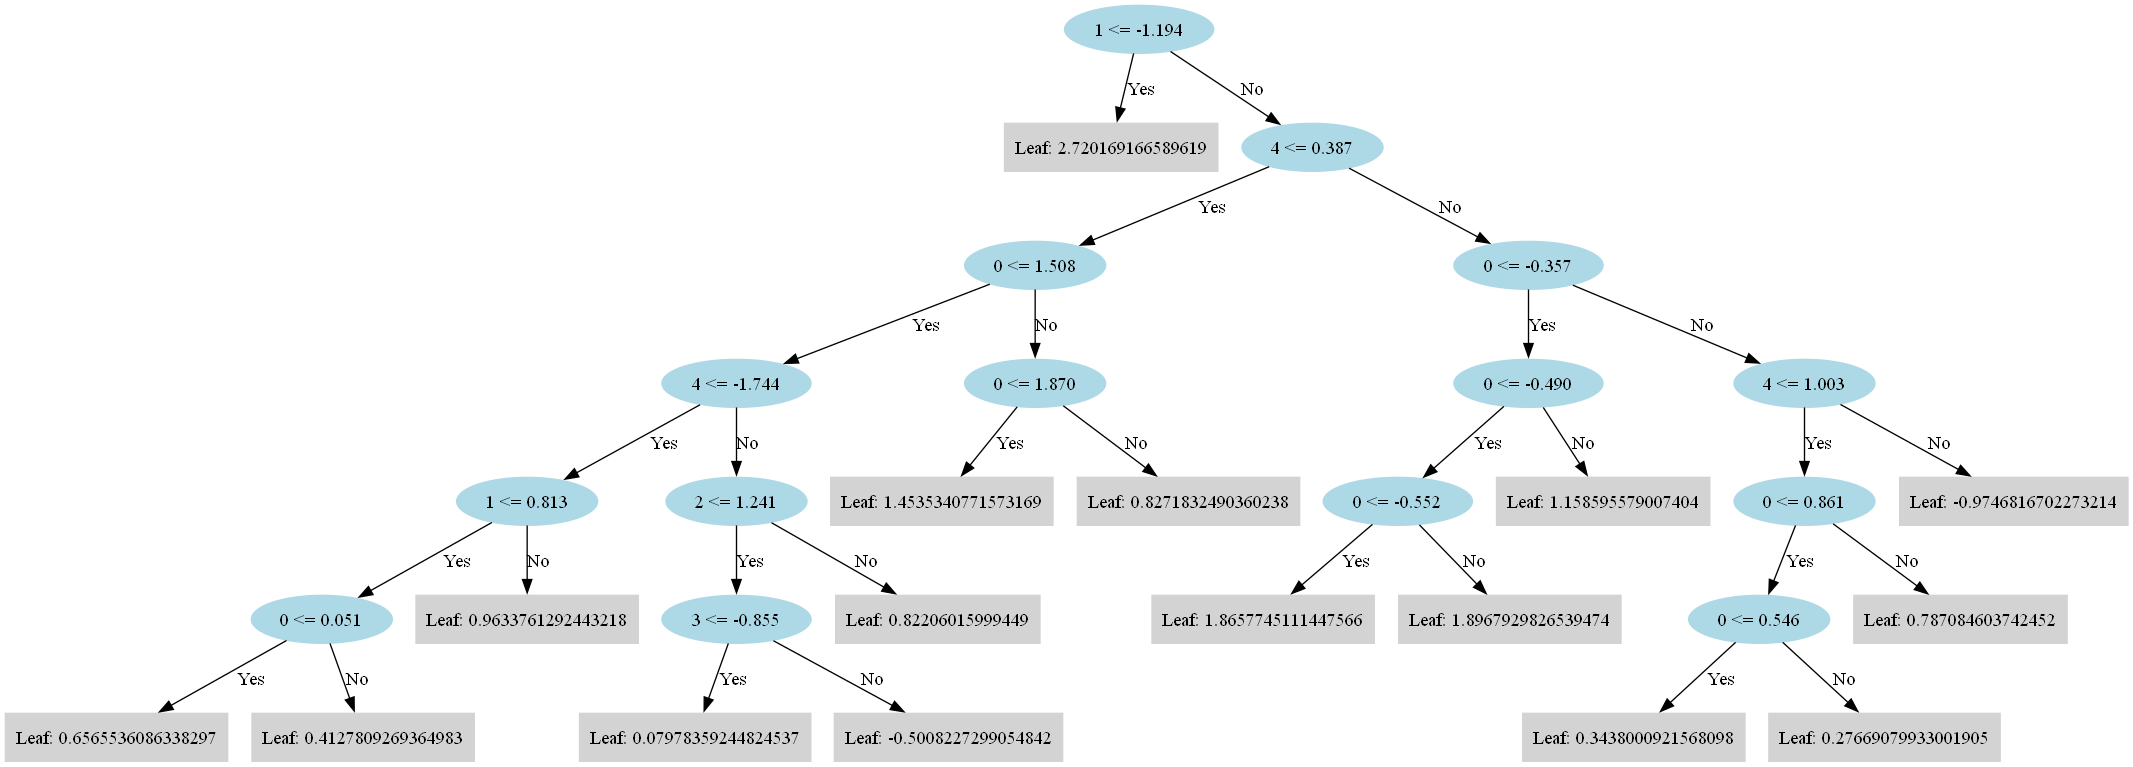 1 <= -1.194
Yes
No
Leaf: 2.720169166589619
4 <= 0.387
Yes
No
0 <= 1.508
0 <= -0.357
Yes
No
Yes
No
4 <= -1.744
0 <= 1.870
0 <= -0.490
4 <= 1.003
Yes
No
Yes
No
Yes
No
Yes
No
1 <= 0.813
2 <= 1.241
Leaf: 1.4535340771573169
Leaf: 0.8271832490360238
0 <= -0.552
Leaf: 1.158595579007404
0 <= 0.861
Leaf: -0.9746816702273214
Yes
No
Yes
No
Yes
No
Yes
No
0 <= 0.051
Leaf: 0.9633761292443218
3 <= -0.855
Leaf: 0.82206015999449
Leaf: 1.8657745111447566
Leaf: 1.8967929826539474
0 <= 0.546
Leaf: 0.787084603742452
Yes
No
Yes
No
Yes
No
Leaf: 0.6565536086338297
Leaf: 0.4127809269364983
Leaf: 0.07978359244824537
Leaf: -0.5008227299054842
Leaf: 0.3438000921568098
Leaf: 0.27669079933001905